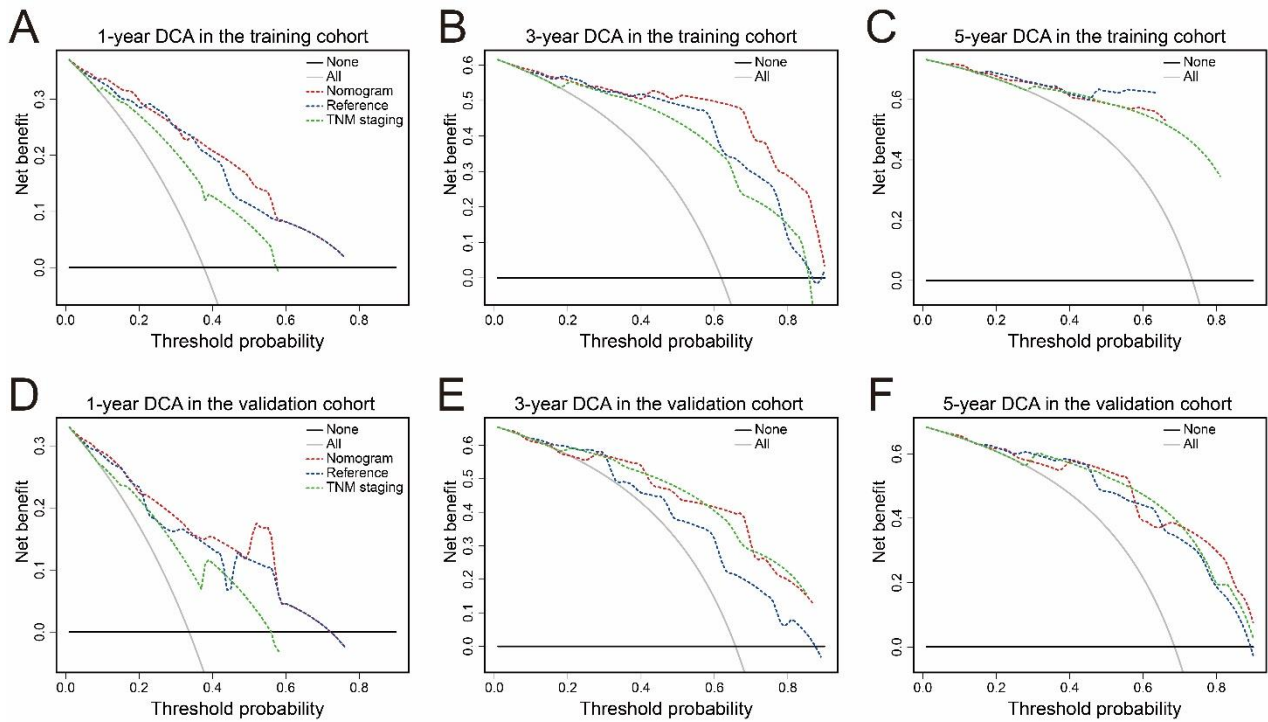 A
1-year DCA in the training cohort
None
All
Nomogram
Reference
TNM staging
Net benefit
0.3
0.2
0.1
0.0
0.0 0.2 0.4 0.6 0.8
Threshold probability
B
3-year DCA in the training cohort
None
All
Net benefit
0.6
0.5
0.4
0.3
0.2
0.1
0.0
0.0 0.2 0.4 0.6 0.8
Threshold probability
C
5-year DCA in the training cohort
None
All
Net benefit
0.6
0.4
0.2
0.0
0.0 0.2 0.4 0.6 0.8
Threshold probability
D
1-year DCA in the validation cohort
None
All
Nomogram
Reference
TNM staging
Net benefit
0.3
0.2
0.1
0.0
0.0 0.2 0.4 0.6 0.8
Threshold probability
E
3-year DCA in the validation cohort
None
All
Net benefit
0.6
0.5
0.4
0.3
0.2
0.1
0.0
0.0 0.2 0.4 0.6 0.8
Threshold probability
F
5-year DCA in the validation cohort
None
All
Net benefit
0.6
0.4
0.2
0.0
0.0 0.2 0.4 0.6 0.8
Threshold probability